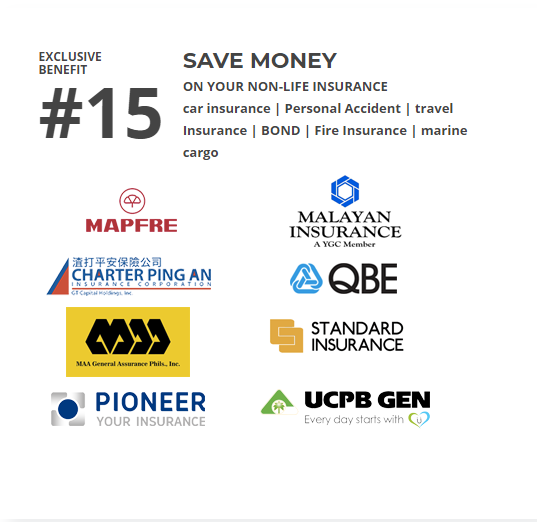 EXCLUSIVE
BENEFIT
#15
SAVE MONEY
ON YOUR NON-LIFE INSURANCE
car insurance | Personal Accident | travel
Insurance | BOND | Fire Insurance | marine
cargo
MAPFRE
MALAYAN
INSURANCE
A YGC Member
渣打平安保險公司
CHARTER PING AN
INSURANCE CORPORATION
GT Capital Holdings, Inc.
QBE
MAA
MAA General Assurance Phils., Inc.
STANDARD
INSURANCE
PIONEER
YOUR INSURANCE
UCPB GEN
Every day starts with U